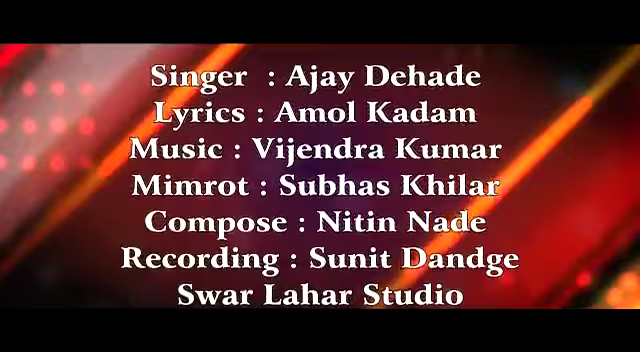 Singer : Ajay Dehade
Lyrics : Amol Kadam
Music : Vijendra Kumar
Mimrot : Subhas Khilar
Compose : Nitin Nade
Recording : Sunit Dandge
Swar Lahar Studio